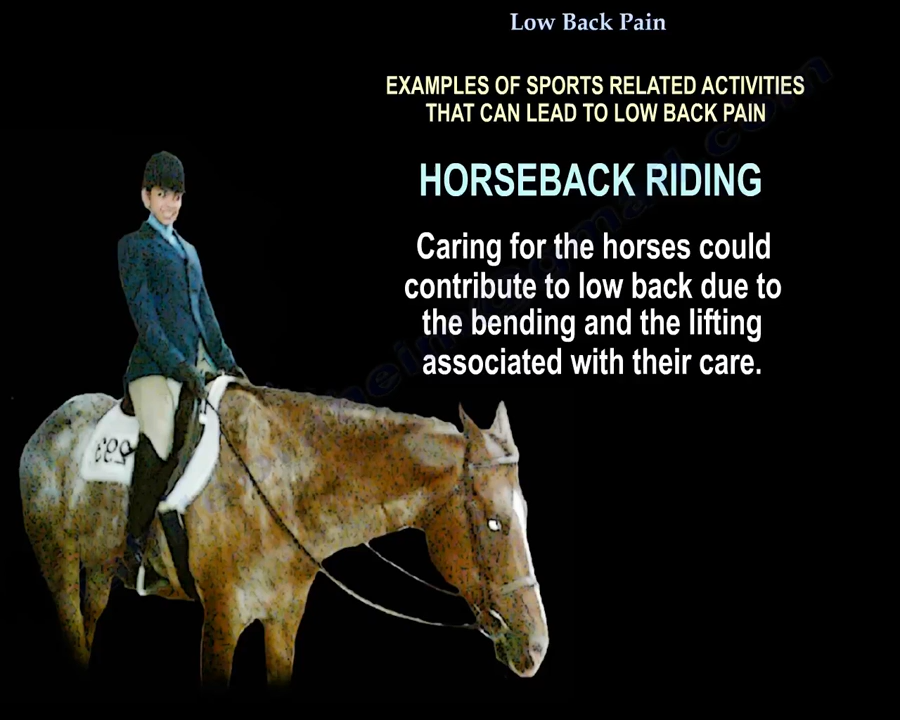 Low Back Pain
EXAMPLES OF SPORTS RELATED ACTIVITIES
THAT CAN LEAD TO LOW BACK PAIN
HORSEBACK RIDING
Caring for the horses could
contribute to low back due to
the bending and the lifting
associated with their care.